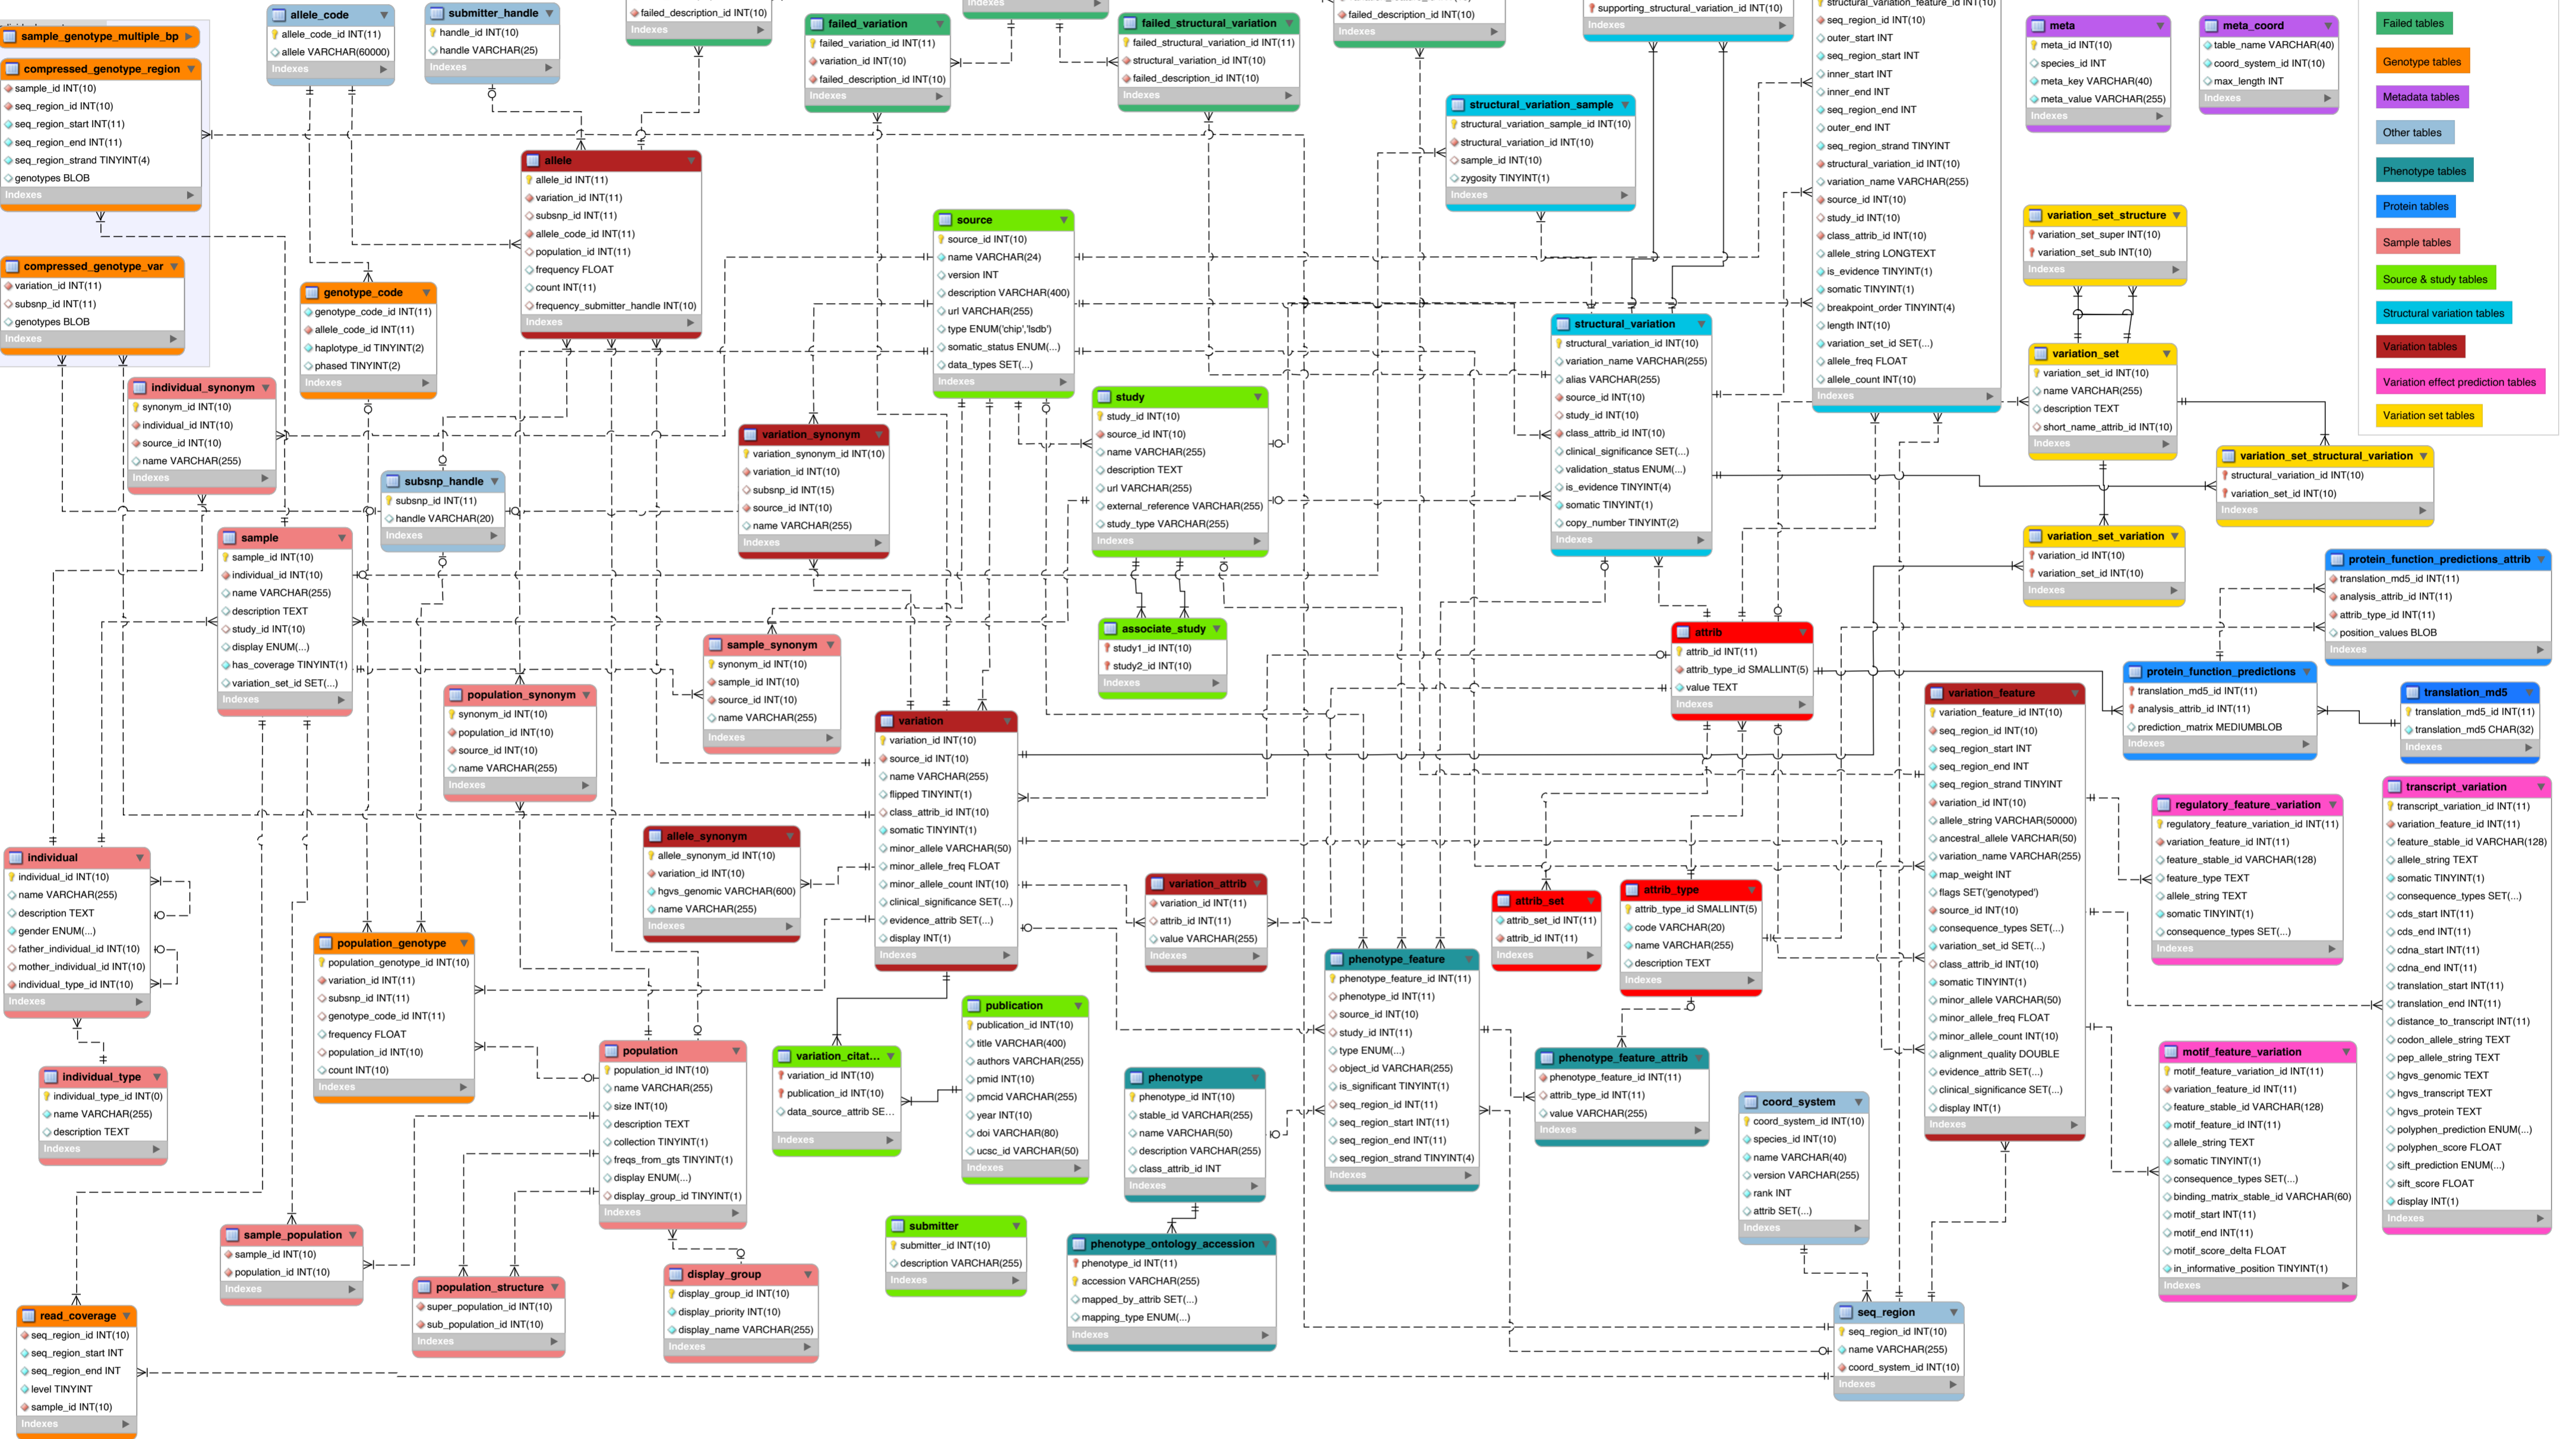 sample_genotype_multiple_bp
compressed_genotype_region
sample_id INT(10)
seq_region_id INT(10)
seq_region_start INT(11)
seq_region_end INT(11)
seq_region_strand TINYINT(4)
genotypes BLOB
Indexes
compressed_genotype_var
variation_id INT(11)
subsnp_id INT(11)
genotypes BLOB
Indexes
allele_code
allele_code_id INT(11)
allele VARCHAR(60000)
Indexes
submitter_handle
handle_id INT(10)
handle VARCHAR(25)
Indexes
failed_description_id INT(10)
Indexes
failed_variation
failed_variation_id INT(11)
variation_id INT(10)
failed_description_id INT(10)
Indexes
Indexes
failed_structural_variation
failed_structural_variation_id INT(11)
structural_variation_id INT(10)
failed_description_id INT(10)
Indexes
failed_description_id INT(10)
Indexes
supporting_structural_variation_id INT(10)
Indexes
structural_variation_feature_id INT(10)
seq_region_id INT(10)
outer_start INT
seq_region_start INT
inner_start INT
inner_end INT
seq_region_end INT
outer_end INT
seq_region_strand TINYINT
structural_variation_id INT(10)
variation_name VARCHAR(255)
source_id INT(10)
study_id INT(10)
class_attrib_id INT(10)
allele_string LONGTEXT
is_evidence TINYINT(1)
somatic TINYINT(1)
breakpoint_order TINYINT(4)
length INT(10)
variation_set_id SET(...)
allele_freq FLOAT
allele_count INT(10)
Indexes
meta
meta_id INT(10)
species_id INT
meta_key VARCHAR(40)
meta_value VARCHAR(255)
Indexes
meta_coord
table_name VARCHAR(40)
coord_system_id INT(10)
max_length INT
Indexes
Failed tables
Genotype tables
Metadata tables
Other tables
Phenotype tables
Protein tables
Sample tables
Source & study tables
Structural variation tables
Variation tables
Variation effect prediction tables
Variation set tables
allele
allele_id INT(11)
variation_id INT(11)
subsnp_id INT(11)
allele_code_id INT(11)
population_id INT(11)
frequency FLOAT
count INT(11)
frequency_submitter_handle INT(10)
Indexes
genotype_code
genotype_code_id INT(11)
allele_code_id INT(11)
haplotype_id TINYINT(2)
phased TINYINT(2)
Indexes
source
source_id INT(10)
name VARCHAR(24)
version INT
description VARCHAR(400)
url VARCHAR(255)
type ENUM('chip','lsdb')
somatic_status ENUM(...)
data_types SET(...)
Indexes
structural_variation_sample
structural_variation_sample_id INT(10)
structural_variation_id INT(10)
sample_id INT(10)
zygosity TINYINT(1)
Indexes
variation_set_structure
variation_set_super INT(10)
variation_set_sub INT(10)
Indexes
structural_variation
structural_variation_id INT(10)
variation_name VARCHAR(255)
alias VARCHAR(255)
source_id INT(10)
study_id INT(10)
class_attrib_id INT(10)
clinical_significance SET(...)
validation_status ENUM(...)
is_evidence TINYINT(4)
somatic TINYINT(1)
copy_number TINYINT(2)
Indexes
variation_set
variation_set_id INT(10)
name VARCHAR(255)
description TEXT
short_name_attrib_id INT(10)
Indexes
individual_synonym
synonym_id INT(10)
individual_id INT(10)
source_id INT(10)
name VARCHAR(255)
Indexes
study
study_id INT(10)
source_id INT(10)
name VARCHAR(255)
description TEXT
url VARCHAR(255)
external_reference VARCHAR(255)
study_type VARCHAR(255)
Indexes
variation_synonym
variation_synonym_id INT(10)
variation_id INT(10)
subsnp_id INT(15)
source_id INT(10)
name VARCHAR(255)
Indexes
subsnp_handle
subsnp_id INT(11)
handle VARCHAR(20)
Indexes
variation_set_structural_variation
structural_variation_id INT(10)
variation_set_id INT(10)
Indexes
variation_set_variation
variation_id INT(10)
variation_set_id INT(10)
Indexes
sample
sample_id INT(10)
individual_id INT(10)
name VARCHAR(255)
description TEXT
study_id INT(10)
display ENUM(...)
has_coverage TINYINT(1)
variation_set_id SET(...)
Indexes
protein_function_predictions_attrib
translation_md5_id INT(11)
analysis_attrib_id INT(11)
attrib_type_id INT(11)
position_values BLOB
Indexes
associate_study
study1_id INT(10)
study2_id INT(10)
Indexes
attrib
attrib_id INT(11)
attrib_type_id SMALLINT(5)
value TEXT
Indexes
sample_synonym
synonym_id INT(10)
sample_id INT(10)
source_id INT(10)
name VARCHAR(255)
Indexes
protein_function_predictions
translation_md5_id INT(11)
analysis_attrib_id INT(11)
prediction_matrix MEDIUMBLOB
Indexes
translation_md5
translation_md5_id INT(11)
translation_md5 CHAR(32)
Indexes
population_synonym
synonym_id INT(10)
population_id INT(10)
source_id INT(10)
name VARCHAR(255)
Indexes
variation
variation_id INT(10)
source_id INT(10)
name VARCHAR(255)
flipped TINYINT(1)
class_attrib_id INT(10)
somatic TINYINT(1)
minor_allele VARCHAR(50)
minor_allele_freq FLOAT
minor_allele_count INT(10)
clinical_significance SET(...)
evidence_attrib SET(...)
display INT(1)
Indexes
variation_feature
variation_feature_id INT(10)
seq_region_id INT(10)
seq_region_start INT
seq_region_end INT
seq_region_strand TINYINT
variation_id INT(10)
allele_string VARCHAR(50000)
ancestral_allele VARCHAR(50)
variation_name VARCHAR(255)
map_weight INT
flags SET('genotyped')
source_id INT(10)
consequence_types SET(...)
variation_set_id SET(...)
class_attrib_id INT(10)
somatic TINYINT(1)
minor_allele VARCHAR(50)
minor_allele_freq FLOAT
minor_allele_count INT(10)
alignment_quality DOUBLE
evidence_attrib SET(...)
clinical_significance SET(...)
display INT(1)
Indexes
regulatory_feature_variation
regulatory_feature_variation_id INT(11)
variation_feature_id INT(11)
feature_stable_id VARCHAR(128)
feature_type TEXT
allele_string TEXT
somatic TINYINT(1)
consequence_types SET(...)
Indexes
transcript_variation
transcript_variation_id INT(11)
variation_feature_id INT(11)
feature_stable_id VARCHAR(128)
allele_string TEXT
somatic TINYINT(1)
consequence_types SET(...)
cds_start INT(11)
cds_end INT(11)
cdna_start INT(11)
cdna_end INT(11)
translation_start INT(11)
translation_end INT(11)
distance_to_transcript INT(11)
codon_allele_string TEXT
pep_allele_string TEXT
hgvs_genomic TEXT
hgvs_transcript TEXT
hgvs_protein TEXT
polyphen_prediction ENUM(...)
polyphen_score FLOAT
sift_prediction ENUM(...)
sift_score FLOAT
display INT(1)
Indexes
allele_synonym
allele_synonym_id INT(10)
variation_id INT(10)
hgvs_genomic VARCHAR(600)
name VARCHAR(255)
Indexes
individual
individual_id INT(10)
name VARCHAR(255)
description TEXT
gender ENUM(...)
father_individual_id INT(10)
mother_individual_id INT(10)
individual_type_id INT(10)
Indexes
variation_attrib
variation_id INT(11)
attrib_id INT(11)
value VARCHAR(255)
Indexes
attrib_set
attrib_set_id INT(11)
attrib_id INT(11)
Indexes
attrib_type
attrib_type_id SMALLINT(5)
code VARCHAR(20)
name VARCHAR(255)
description TEXT
Indexes
population_genotype
population_genotype_id INT(10)
variation_id INT(11)
subsnp_id INT(11)
genotype_code_id INT(11)
frequency FLOAT
population_id INT(10)
count INT(10)
Indexes
phenotype_feature
phenotype_feature_id INT(11)
phenotype_id INT(11)
source_id INT(10)
study_id INT(11)
type ENUM(...)
object_id VARCHAR(255)
is_significant TINYINT(1)
seq_region_id INT(11)
seq_region_start INT(11)
seq_region_end INT(11)
seq_region_strand TINYINT(4)
Indexes
publication
publication_id INT(10)
title VARCHAR(400)
authors VARCHAR(255)
pmid INT(10)
pmcid VARCHAR(255)
year INT(10)
doi VARCHAR(80)
ucsc_id VARCHAR(50)
Indexes
population
population_id INT(10)
name VARCHAR(255)
size INT(10)
description TEXT
collection TINYINT(1)
freqs_from_gts TINYINT(1)
display ENUM(...)
display_group_id TINYINT(1)
Indexes
variation_citat...
variation_id INT(10)
publication_id INT(10)
data_source_attrib SE...
Indexes
phenotype_feature_attrib
phenotype_feature_id INT(11)
attrib_type_id INT(11)
value VARCHAR(255)
Indexes
motif_feature_variation
motif_feature_variation_id INT(11)
variation_feature_id INT(11)
feature_stable_id VARCHAR(128)
motif_feature_id INT(11)
allele_string TEXT
somatic TINYINT(1)
consequence_types SET(...)
binding_matrix_stable_id VARCHAR(60)
motif_start INT(11)
motif_end INT(11)
motif_score_delta FLOAT
in_informative_position TINYINT(1)
Indexes
individual_type
individual_type_id INT(0)
name VARCHAR(255)
description TEXT
Indexes
phenotype
phenotype_id INT(10)
stable_id VARCHAR(255)
name VARCHAR(50)
description VARCHAR(255)
class_attrib_id INT
Indexes
coord_system
coord_system_id INT(10)
species_id INT(10)
name VARCHAR(40)
version VARCHAR(255)
rank INT
attrib SET(...)
Indexes
submitter
submitter_id INT(10)
description VARCHAR(255)
Indexes
sample_population
sample_id INT(10)
population_id INT(10)
Indexes
phenotype_ontology_accession
phenotype_id INT(11)
accession VARCHAR(255)
mapped_by_attrib SET(...)
mapping_type ENUM(...)
Indexes
display_group
display_group_id INT(10)
display_priority INT(10)
display_name VARCHAR(255)
Indexes
population_structure
super_population_id INT(10)
sub_population_id INT(10)
Indexes
read_coverage
seq_region_id INT(10)
seq_region_start INT
seq_region_end INT
level TINYINT
sample_id INT(10)
Indexes
seq_region
seq_region_id INT(10)
name VARCHAR(255)
coord_system_id INT(10)
Indexes